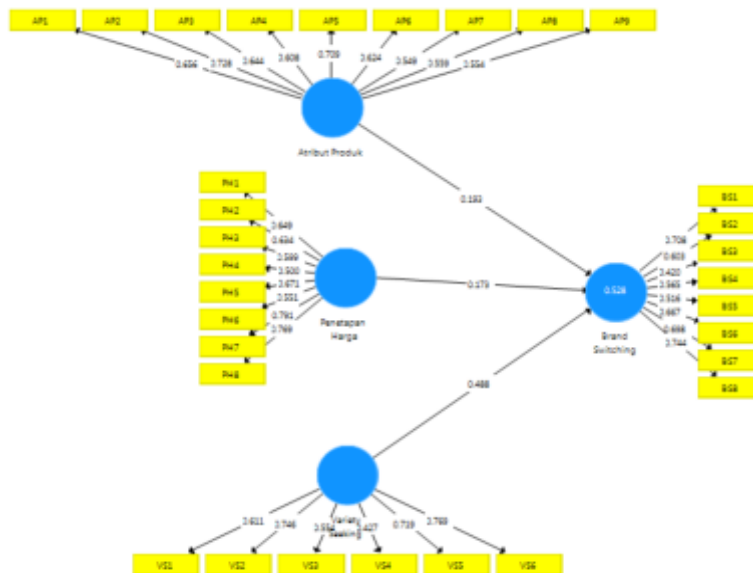 AP1 AP2 AP3 AP4 AP5 AP6 AP7 AP8 AP9
0.656 0.644 0.608 0.709 0.624 0.549 0.559 0.554
Atribut Produk
PH1
PH2
PH3
PH4
PH5
PH6
PH7
PH8
0.649
0.634
0.599
0.500
0.671
0.551
0.791
0.769
Penetapan
Harga
0.193
0.173
0.488
BS1
BS2
BS3
BS4
BS5
BS6
BS7
BS8
0.708
0.603
0.420
0.565
0.516
0.667
0.698
0.744
0.528
Brand
Switching
Variety
Seeking
0.611 0.746 0.427 0.739 0.769
VS1 VS2 VS3 VS4 VS5 VS6